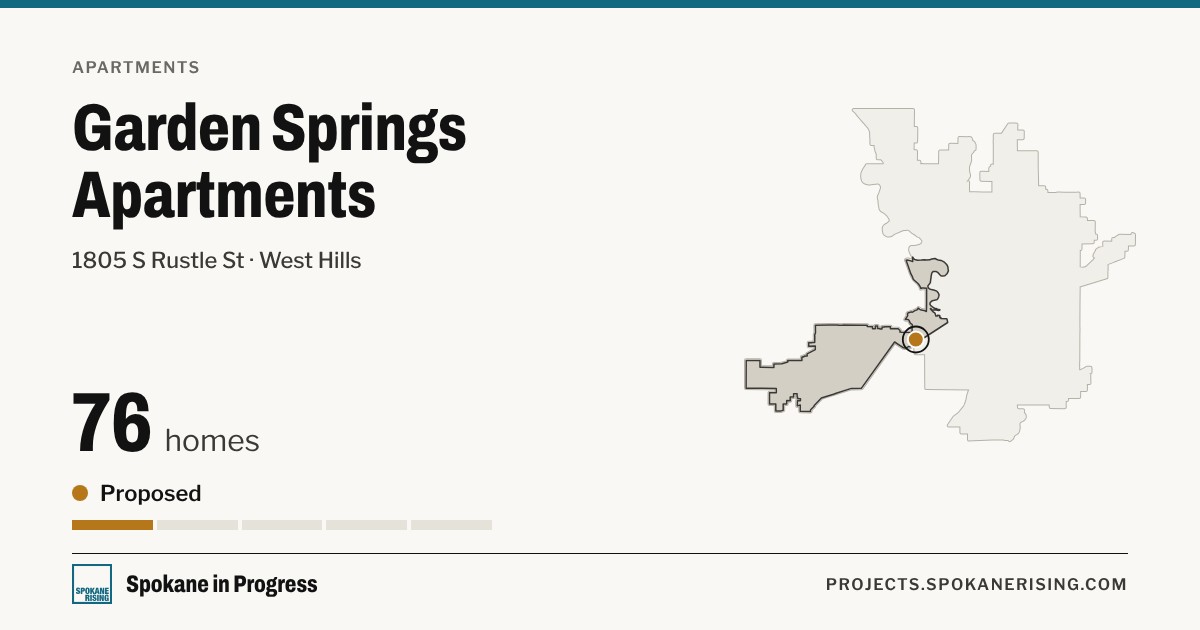 APARTMENTS
Garden Springs
Apartments
1805 S Rustle St · West Hills
76 homes
Proposed
SPOKANE
RISING
Spokane in Progress
PROJECTS.SPOKANERISING.COM